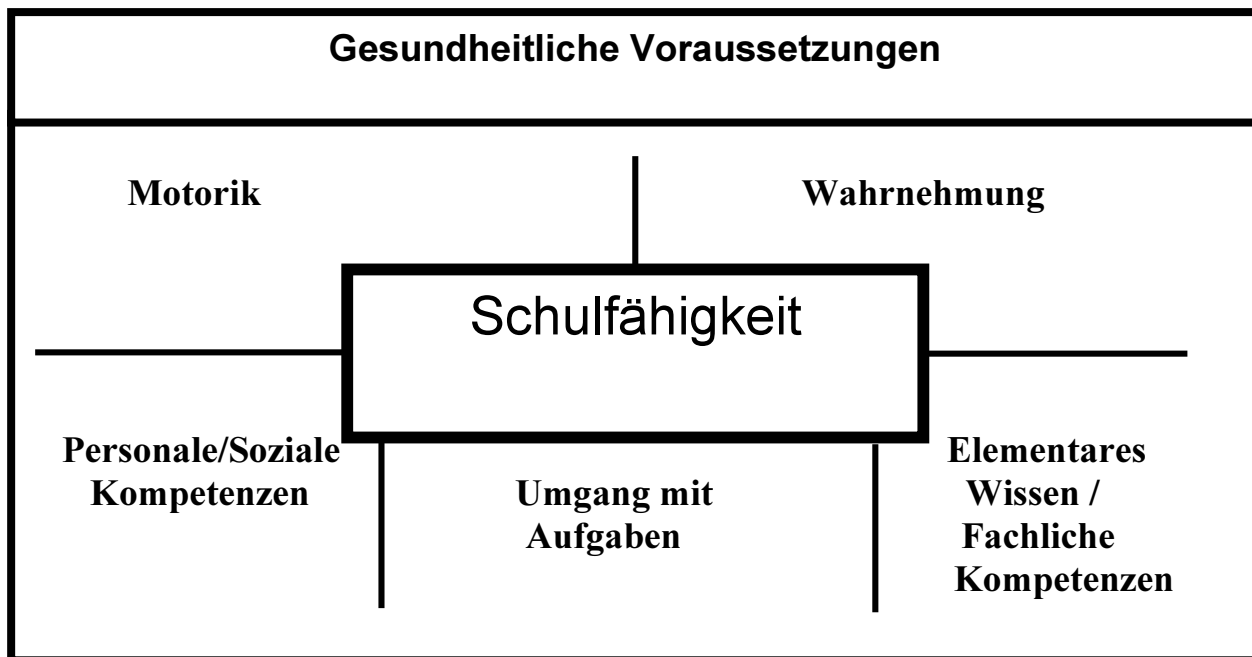 Gesundheitliche Voraussetzungen
Motorik
Wahrnehmung
Schulfähigkeit
Personale/Soziale
Kompetenzen
Umgang mit
Aufgaben
Elementares
Wissen /
Fachliche
Kompetenzen